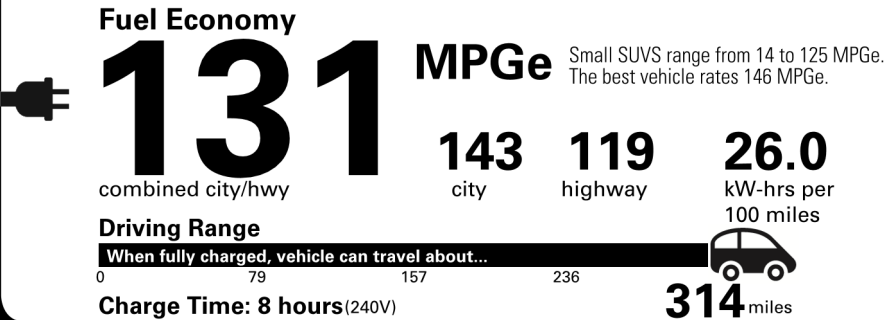 Fuel Economy
131 MPGe
Small SUVS range from 14 to 125 MPGe.
The best vehicle rates 146 MPGe.
combined city/hwy
143 city
119 highway
26.0
kW-hrs per
100 miles
Driving Range
When fully charged, vehicle can travel about...
0 79 157 236
314 miles
Charge Time: 8 hours (240V)